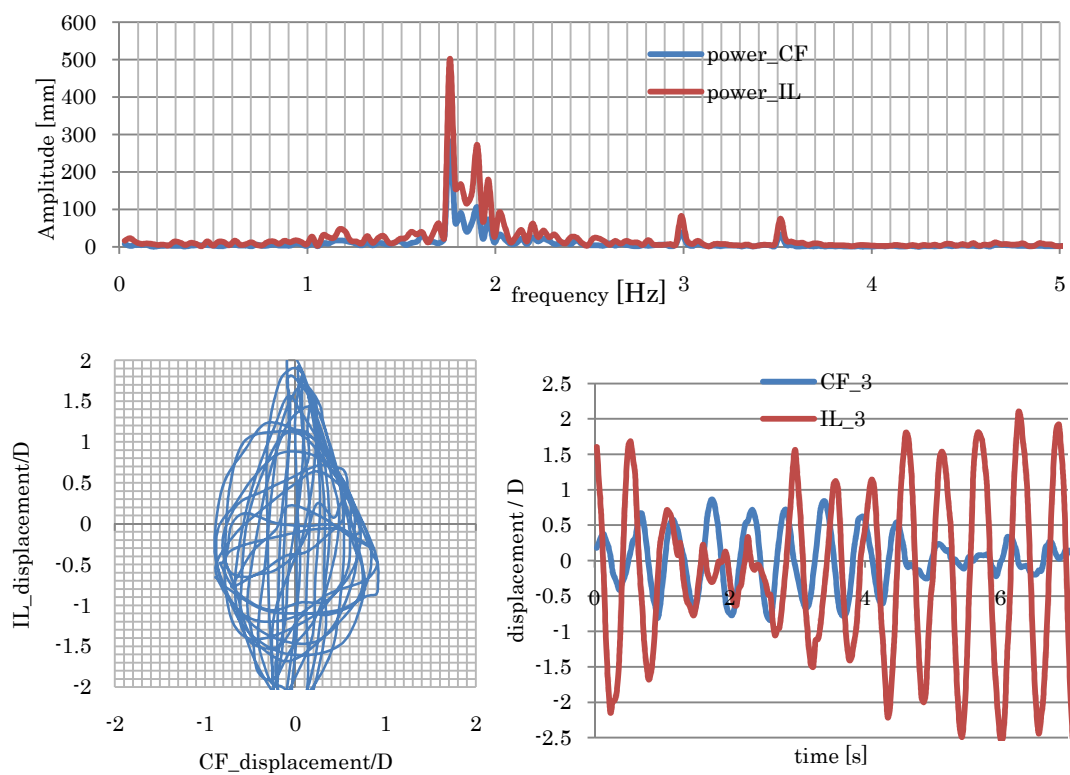 600
500
400
300
200
100
0
Amplitude [mm]
power_CF
power_IL
0 1 2 3 4 5
frequency [Hz]
2
1.5
1
0.5
0
-0.5
-1
-1.5
-2
IL_displacement/D
-2 -1 0 1 2
CF_displacement/D
2.5
2
1.5
1
0.5
0
-0.5
-1
-1.5
-2
-2.5
displacement / D
CF_3
IL_3
0 2 4 6
time [s]